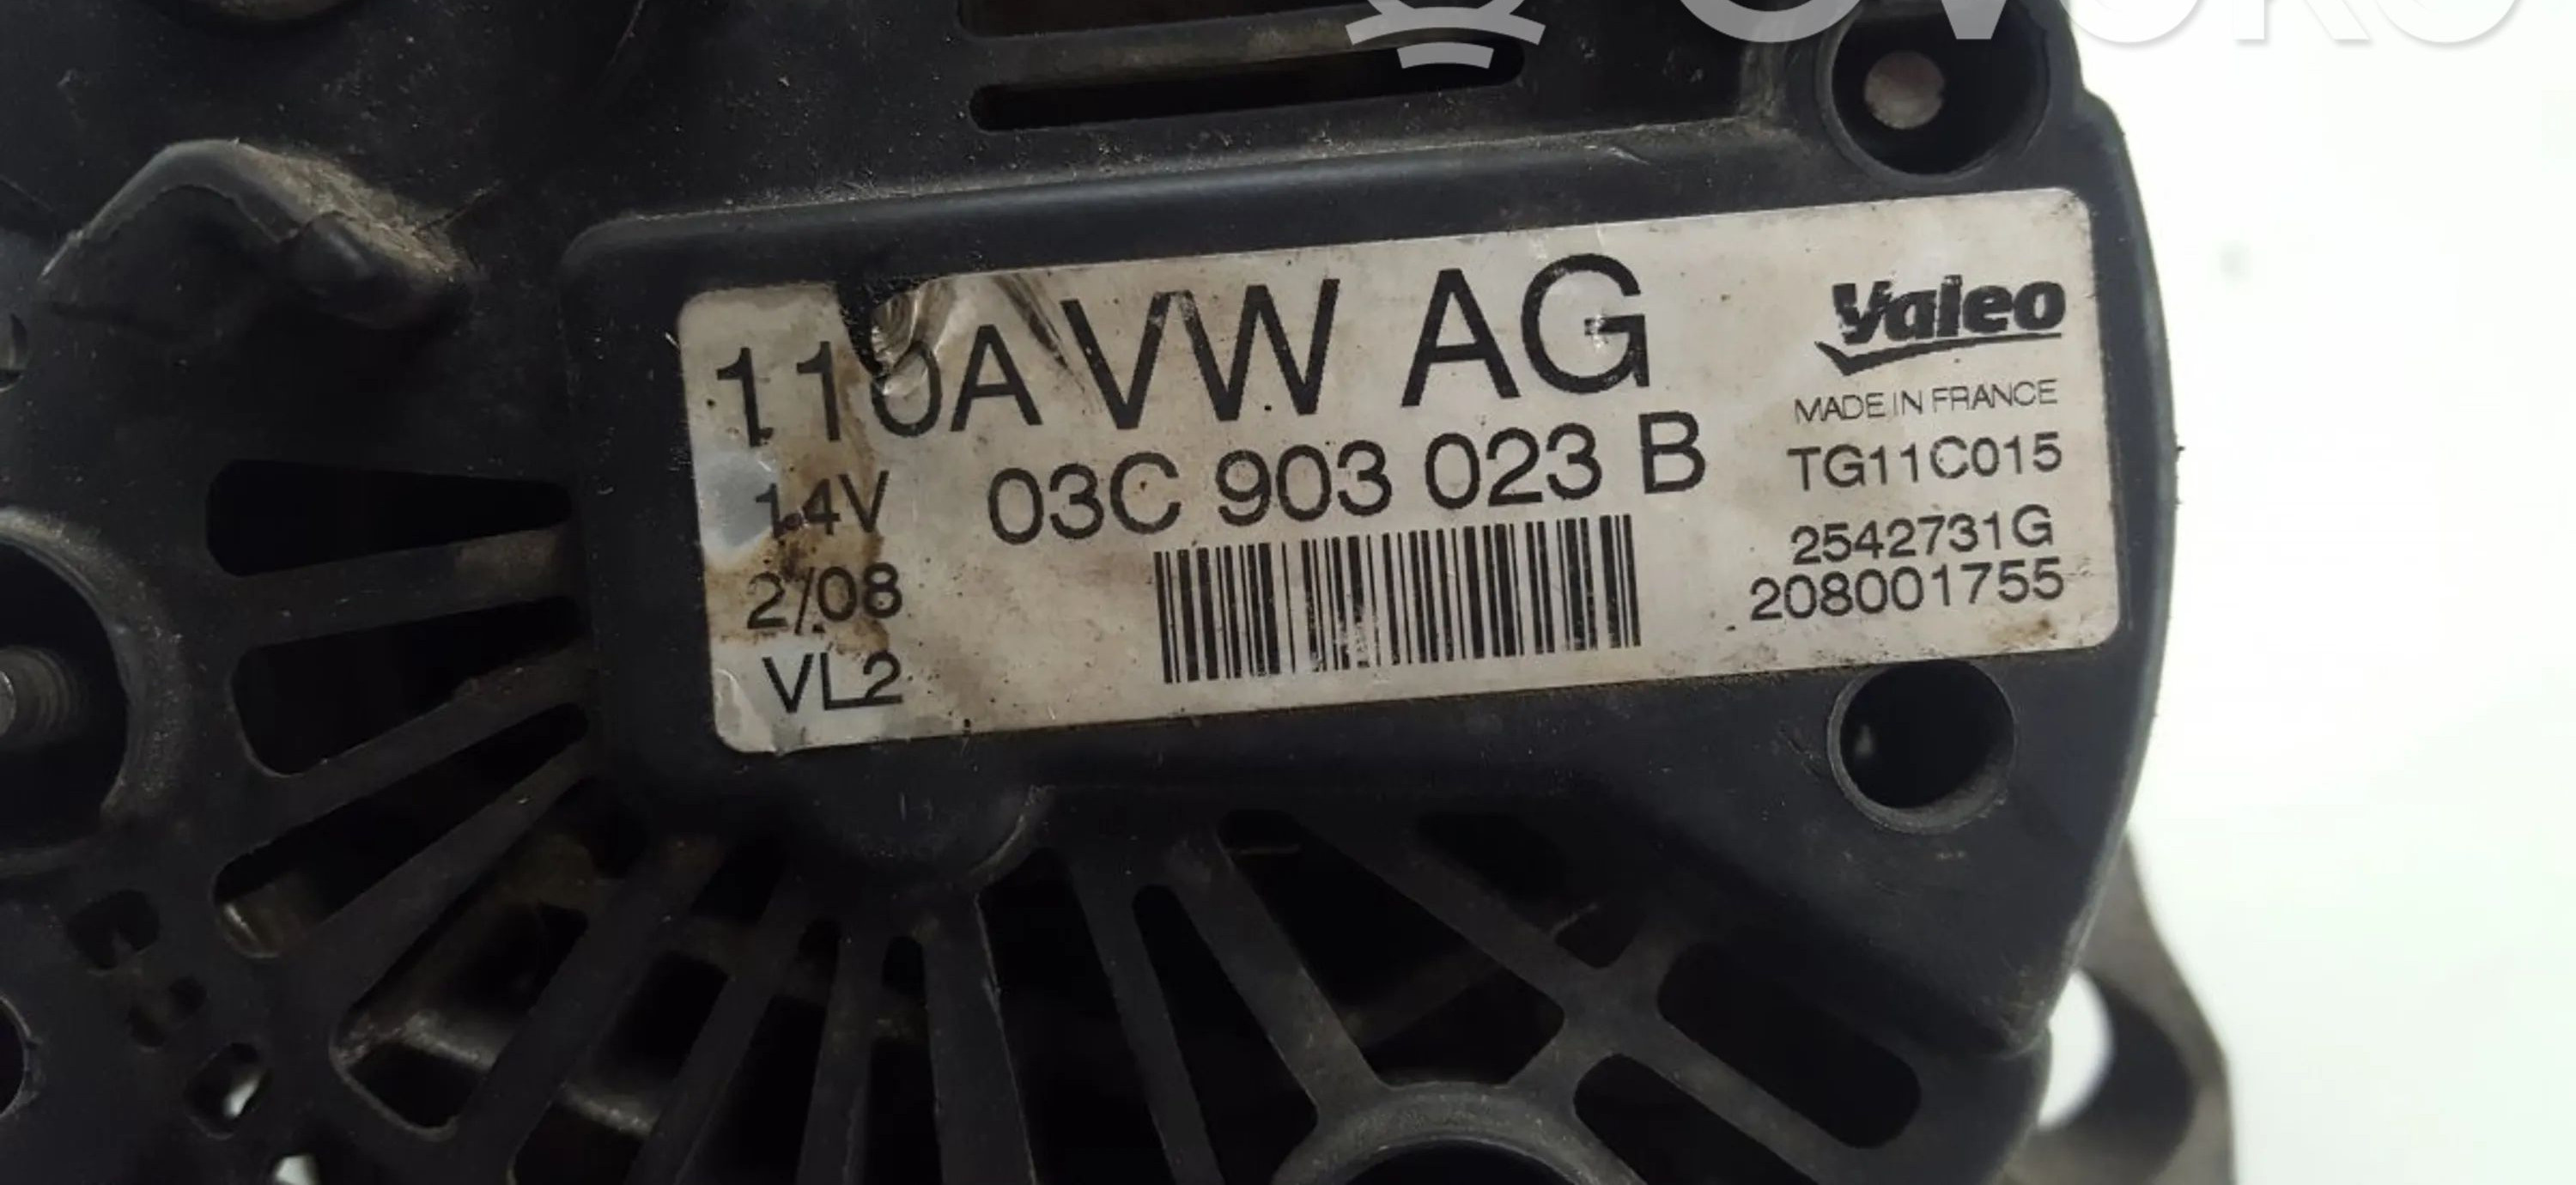 110A VW AG
Valeo
MADE IN FRANCE
14V 03C 903 023 B
TG11C015
2/08
2542731G
208001755
VL2